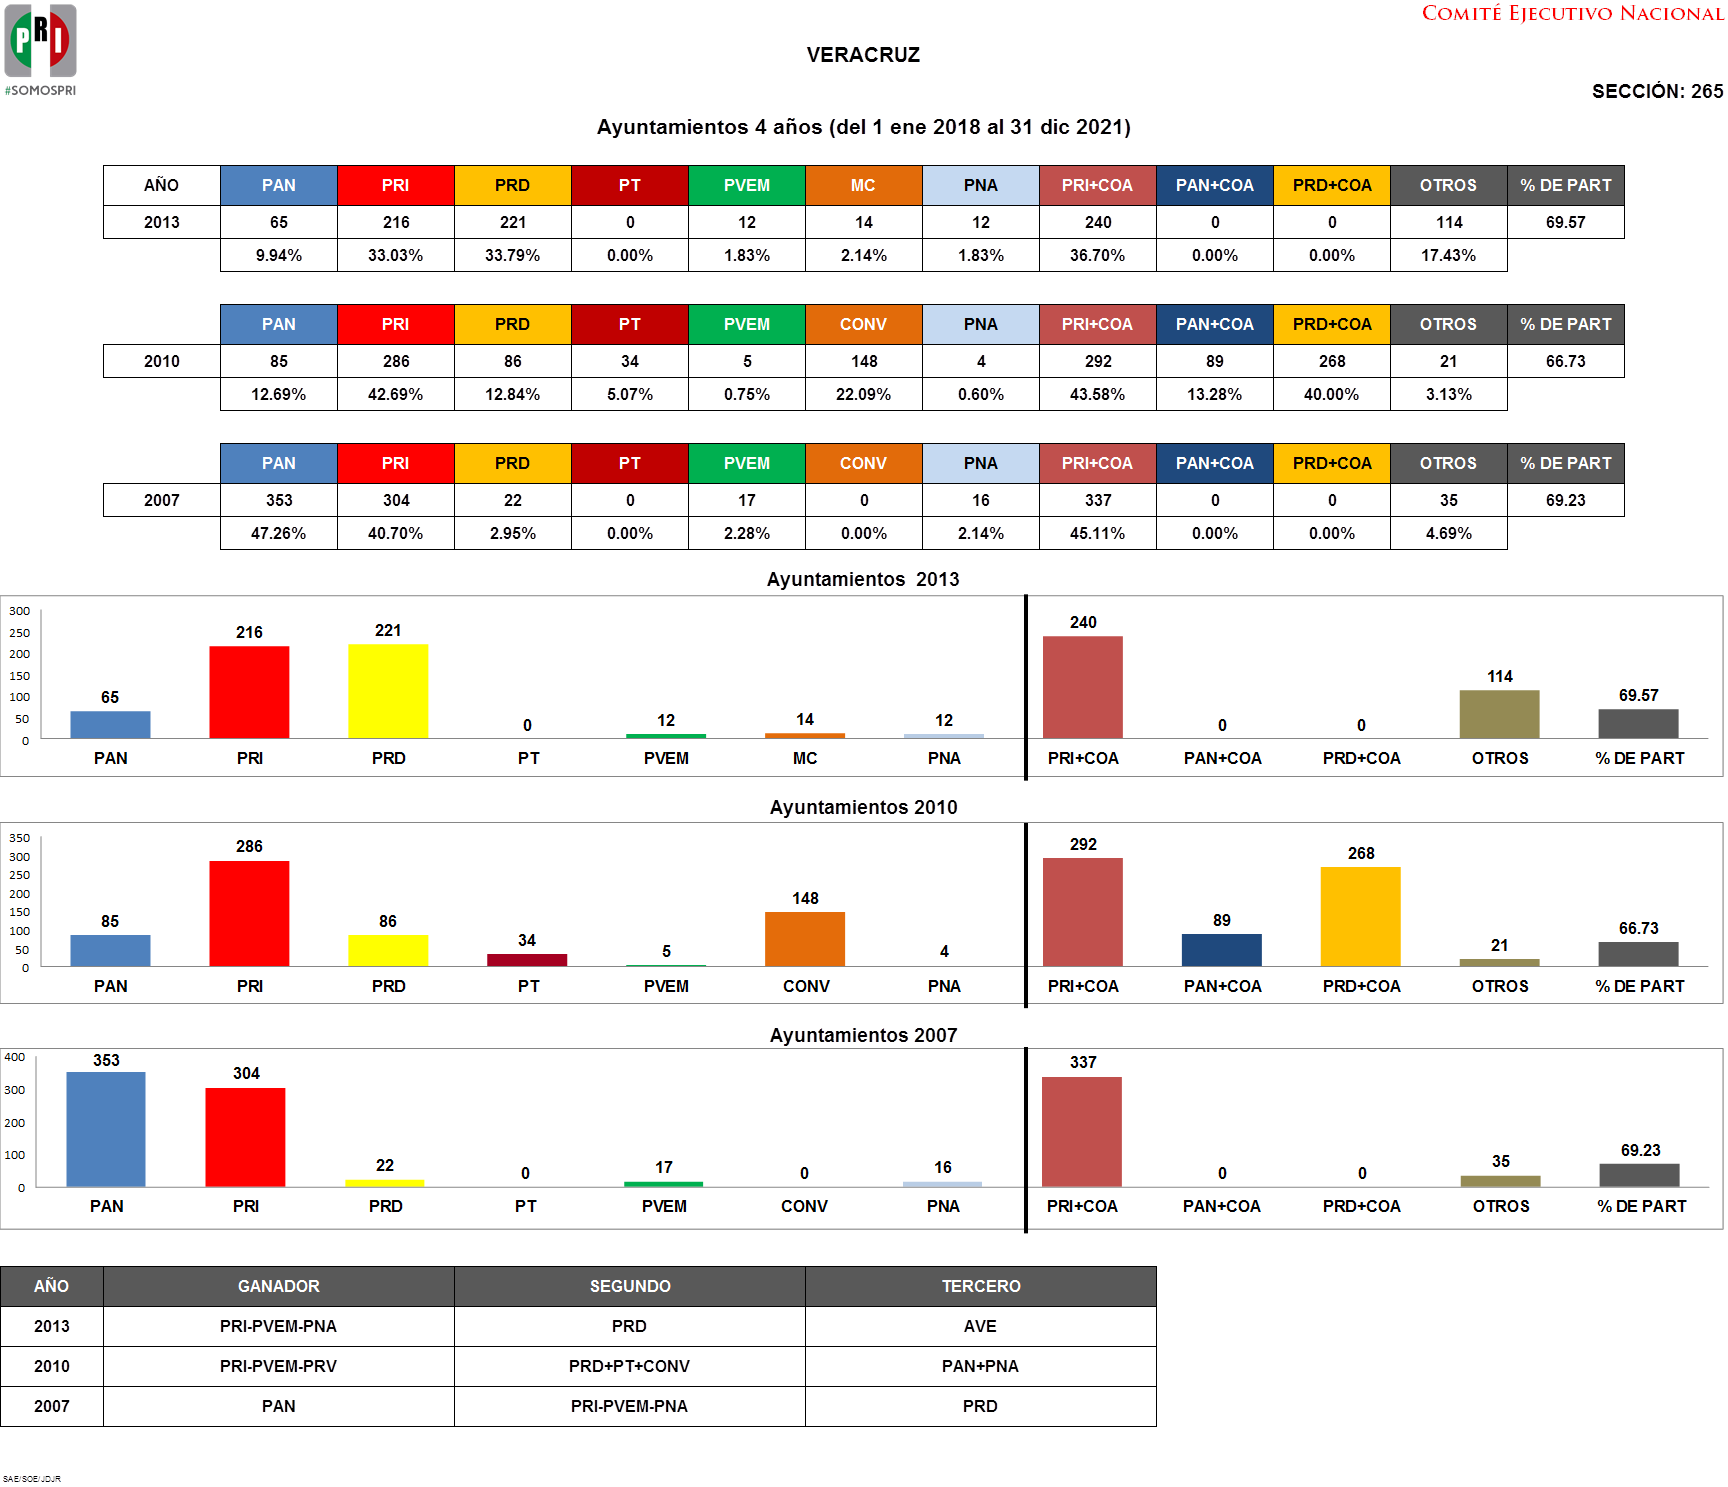 PRI
#SOMOSPRI
COMITÉ EJECUTIVO NACIONAL
VERACRUZ
SECCIÓN: 265
Ayuntamientos 4 años (del 1 ene 2018 al 31 dic 2021)
AÑO PAN PRI PRD PT PVEM MC PNA PRI+COA PAN+COA PRD+COA OTROS % DE PART
2013 65 216 221 0 12 14 12 240 0 0 114 69.57
9.94% 33.03% 33.79% 0.00% 1.83% 2.14% 1.83% 36.70% 0.00% 0.00% 17.43%
PAN PRI PRD PT PVEM CONV PNA PRI+COA PAN+COA PRD+COA OTROS % DE PART
2010 85 286 86 34 5 148 4 292 89 268 21 66.73
12.69% 42.69% 12.84% 5.07% 0.75% 22.09% 0.60% 43.58% 13.28% 40.00% 3.13%
PAN PRI PRD PT PVEM CONV PNA PRI+COA PAN+COA PRD+COA OTROS % DE PART
2007 353 304 22 0 17 0 16 337 0 0 35 69.23
47.26% 40.70% 2.95% 0.00% 2.28% 0.00% 2.14% 45.11% 0.00% 0.00% 4.69%
Ayuntamientos 2013
300
250
200
150
100
50
0
65 216 221 0 12 14 12 240 0 0 114 69.57
PAN PRI PRD PT PVEM MC PNA PRI+COA PAN+COA PRD+COA OTROS % DE PART
Ayuntamientos 2010
350
300
250
200
150
100
50
0
85 286 86 34 5 148 4 292 89 268 21 66.73
PAN PRI PRD PT PVEM CONV PNA PRI+COA PAN+COA PRD+COA OTROS % DE PART
Ayuntamientos 2007
400
300
200
100
0
353 304 22 0 17 0 16 337 0 0 35 69.23
PAN PRI PRD PT PVEM CONV PNA PRI+COA PAN+COA PRD+COA OTROS % DE PART
AÑO GANADOR SEGUNDO TERCERO
2013 PRI-PVEM-PNA PRD AVE
2010 PRI-PVEM-PRV PRD+PT+CONV PAN+PNA
2007 PAN PRI-PVEM-PNA PRD
SAE/SOE/JDJR